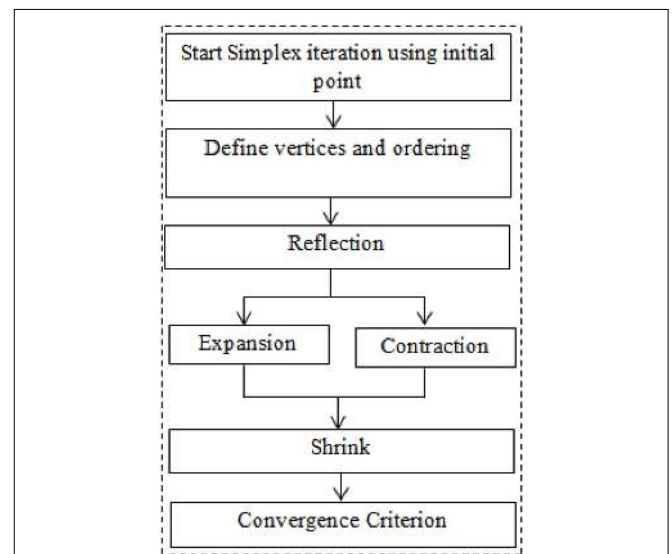 Start Simplex iteration using initial
point
Define vertices and ordering
Reflection
Expansion
Contraction
Shrink
Convergence Criterion